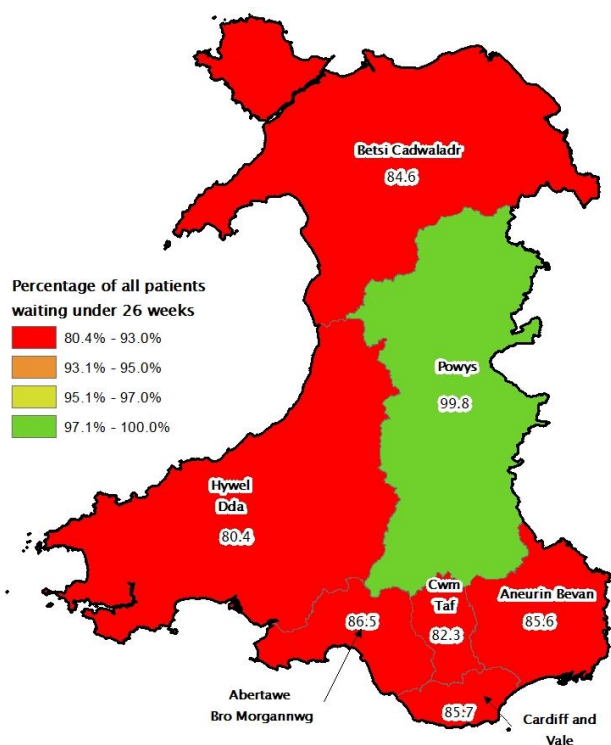 Betsi Cadwaladr
84.6
Percentage of all patients
waiting under 26 weeks
80.4% - 93.0%
93.1% - 95.0%
95.1% - 97.0%
97.1% - 100.0%
Powys
99.8
Hywel
Dda
80.4
Cwm
Taf
82.3
Aneurin Bevan
85.6
86.5
Abertawe
Bro Morgannwg
85.7
Cardiff and
Vale